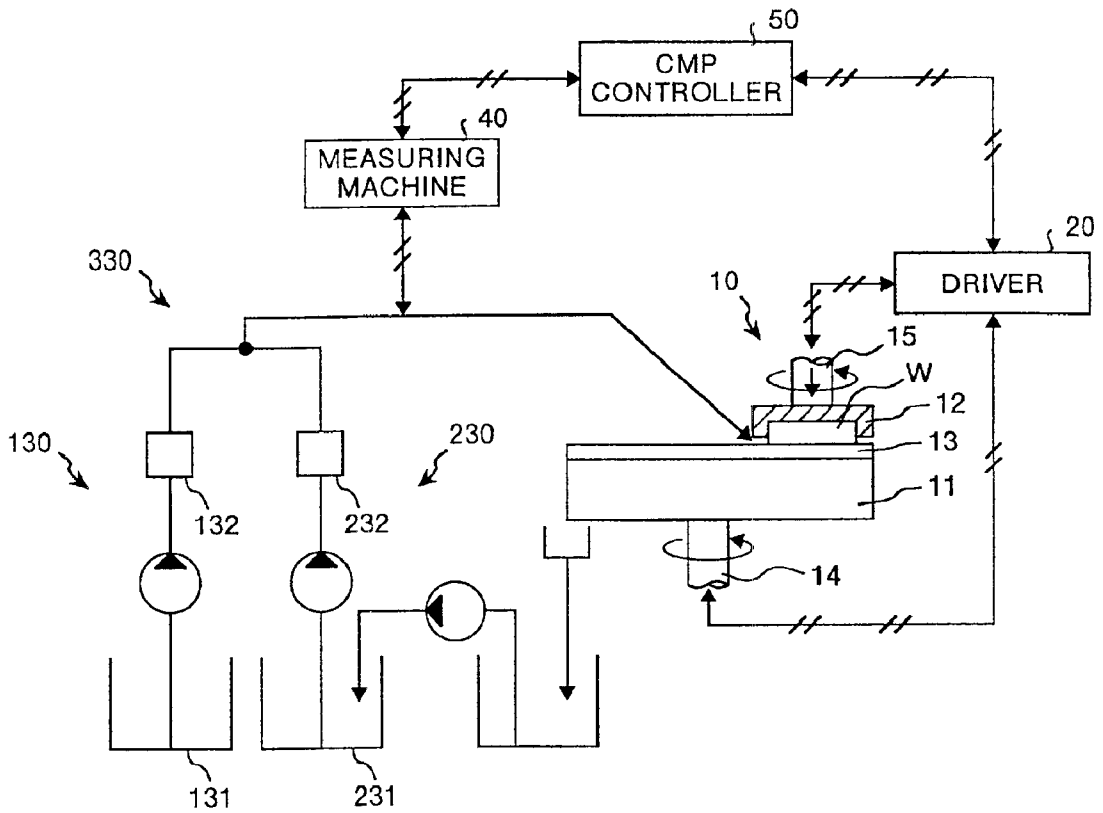 50
CMP
CONTROLLER
40
MEASURING
MACHINE
20
DRIVER
330
10
15
W
12
13
11
130
132
230
232
14
131
231